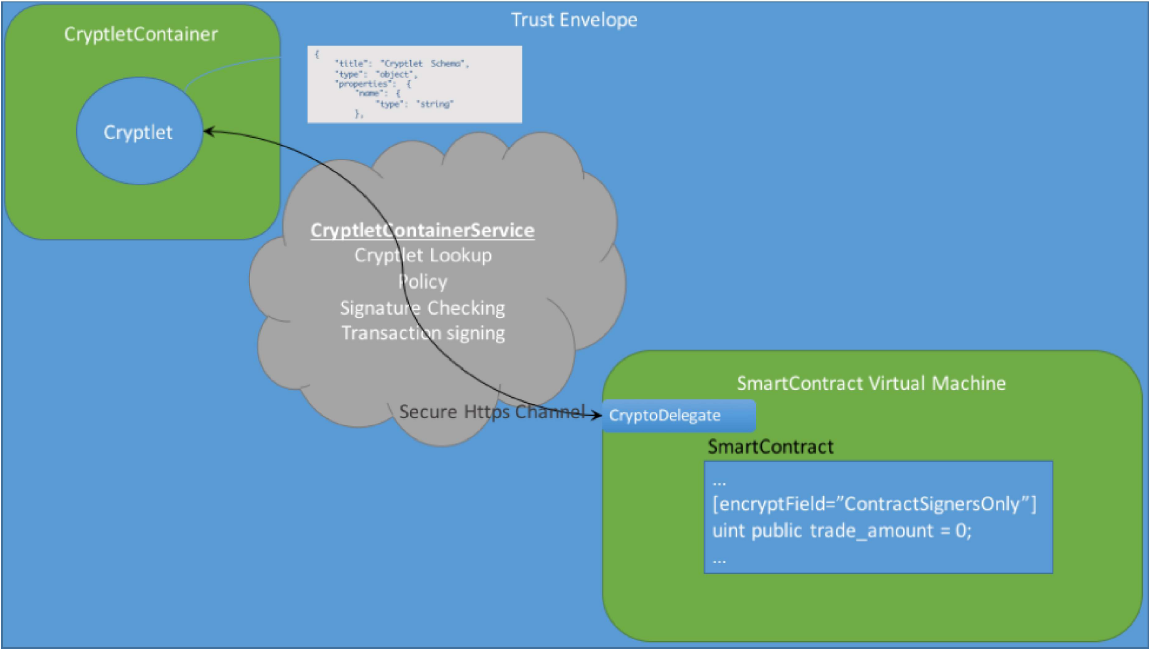 Trust Envelope
CryptletContainer
{
"title": "Cryptlet Schema",
"type": "object",
"properties": {
"name": {
"type": "string"
},
Cryptlet
CryptletContainerService
Cryptlet Lookup
Policy
Signature Checking
Transaction signing
SmartContract Virtual Machine
Secure Https Channel
CryptoDelegate
SmartContract
...
[encryptField=”ContractSignersOnly”]
uint public trade_amount = 0;
...